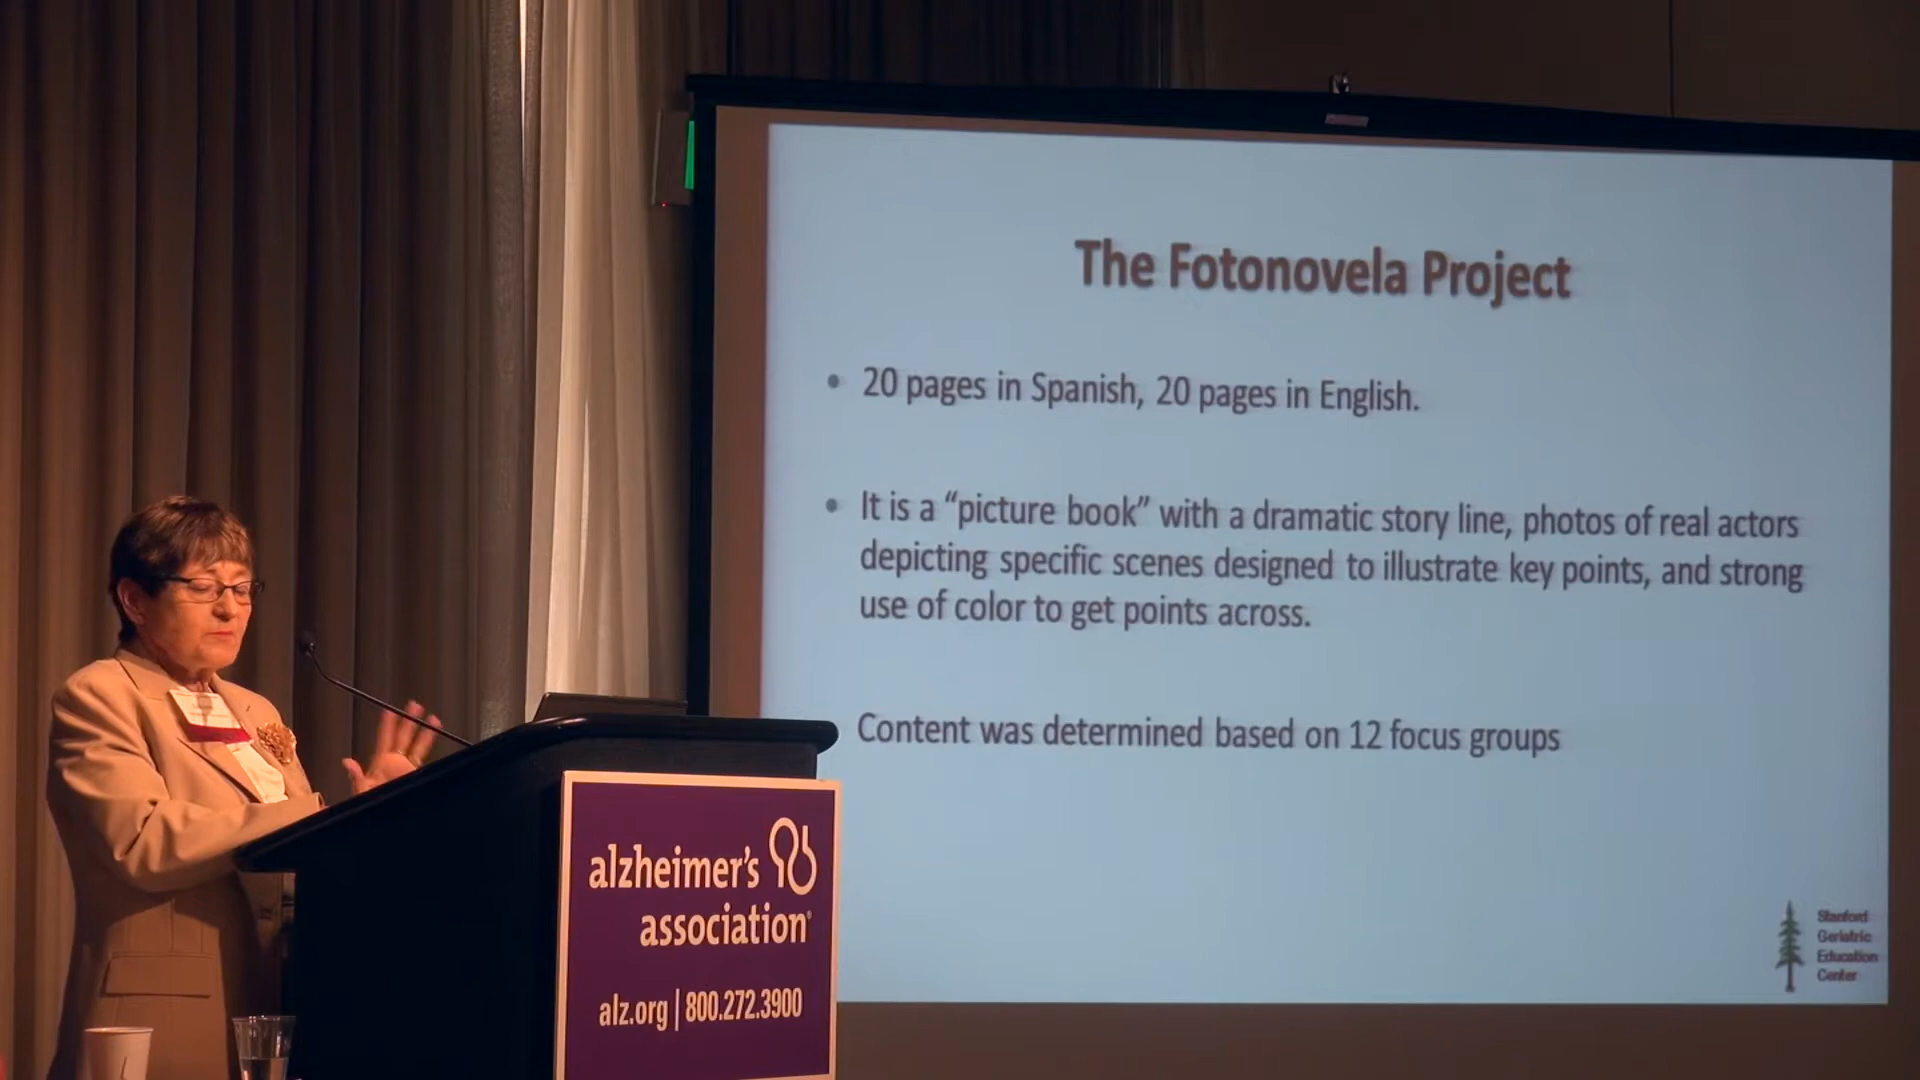 The Fotonovela Project
• 20 pages in Spanish, 20 pages in English.
• It is a “picture book” with a dramatic story line, photos of real actors
depicting specific scenes designed to illustrate key points, and strong
use of color to get points across.
Content was determined based on 12 focus groups
Stanford
Geriatric
Education
Center
alzheimer's
association®
alz.org | 800.272.3900